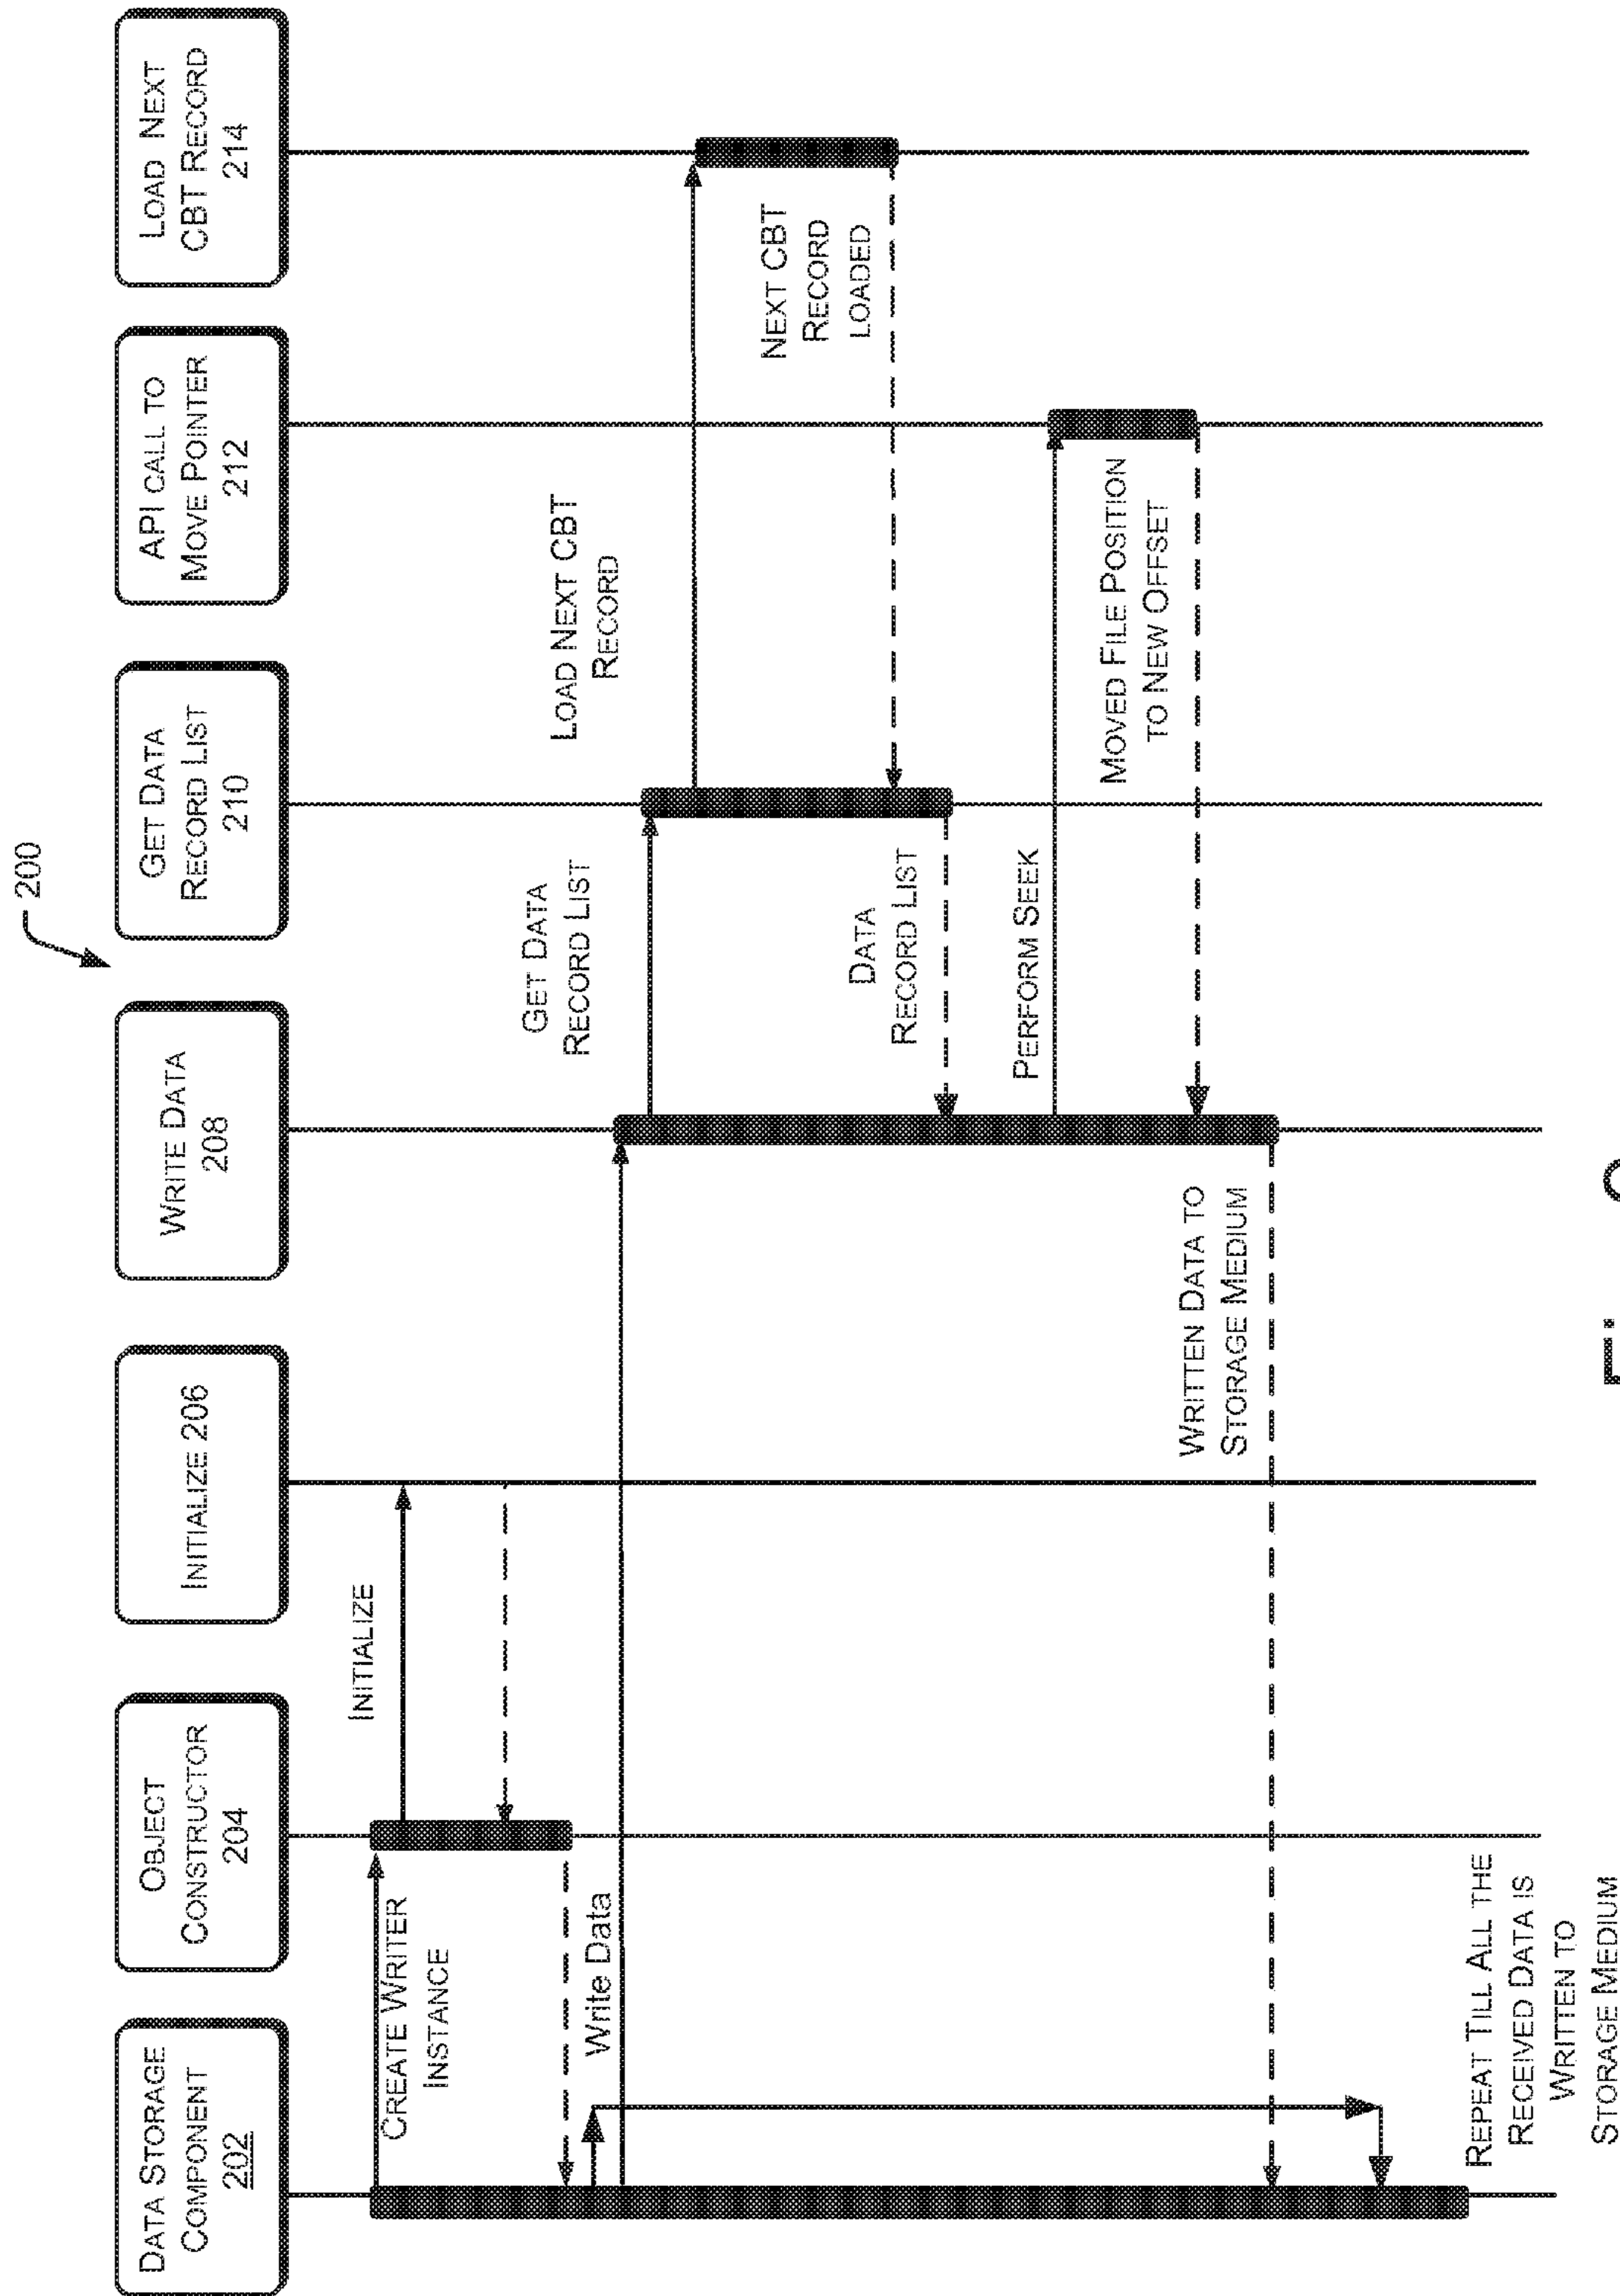 200
DATA STORAGE
COMPONENT
202
OBJECT
CONSTRUCTOR
204
INITIALIZE 206
WRITE DATA
208
GET DATA
RECORD LIST
210
API CALL TO
MOVE POINTER
212
LOAD NEXT
CBT RECORD
214
CREATE WRITER
INSTANCE
INITIALIZE
Write Data
GET DATA
RECORD LIST
LOAD NEXT CBT
RECORD
NEXT CBT
RECORD
LOADED
DATA
RECORD LIST
PERFORM SEEK
MOVED FILE POSITION
TO NEW OFFSET
WRITTEN DATA TO
STORAGE MEDIUM
REPEAT TILL ALL THE
RECEIVED DATA IS
WRITTEN TO
STORAGE MEDIUM